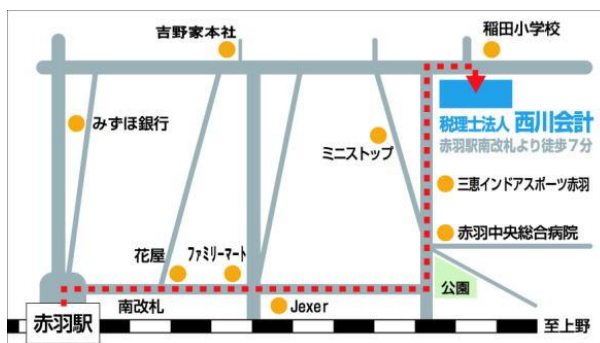 吉野家本社
稲田小学校
みずほ銀行
税理士法人 西川会計
赤羽駅南改札より徒歩7分
ミニストップ
三恵インドアスポーツ赤羽
赤羽中央総合病院
花屋
ファミリーマート
公園
南改札
Jexer
赤羽駅
至上野